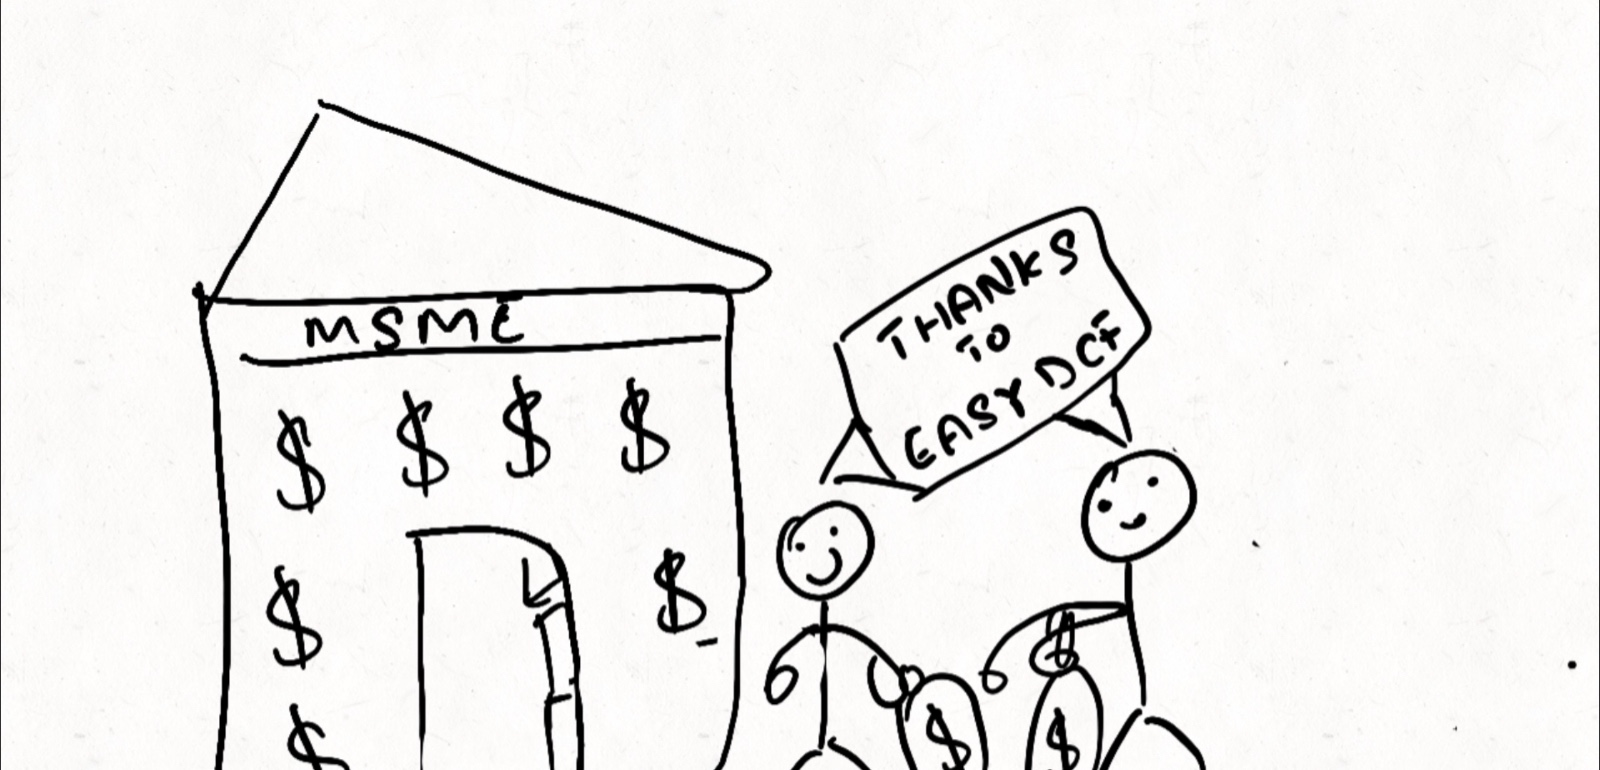 MSME
$ $ $ $
$ $
$
$ $
THANKS
TO
EASY DCF